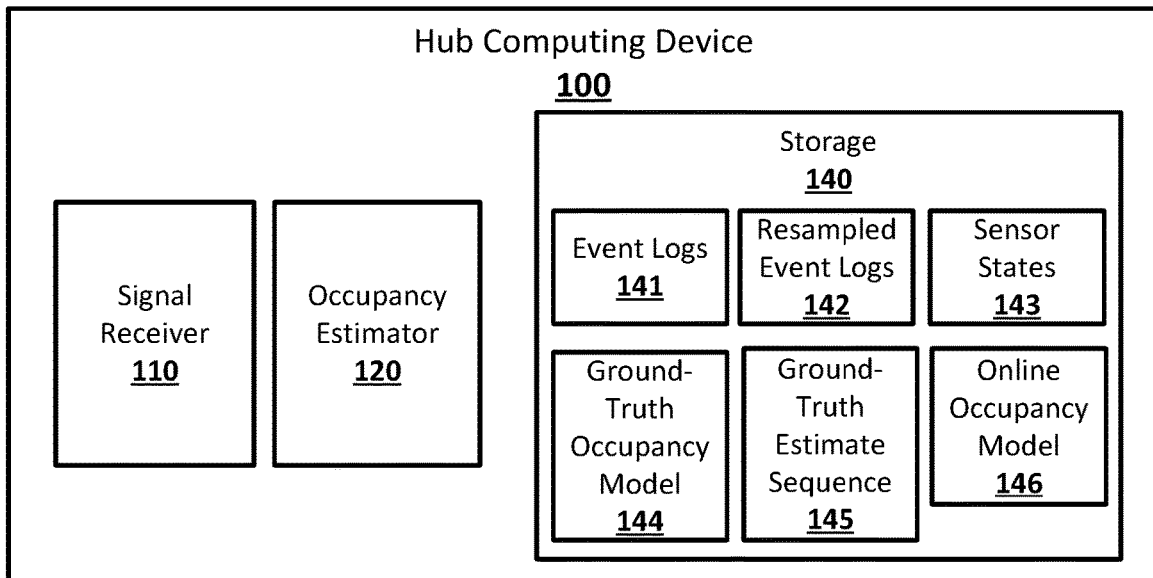 Hub Computing Device
100
Signal
Receiver
110
Occupancy
Estimator
120
Storage
140
Event Logs
141
Resampled
Event Logs
142
Sensor
States
143
Ground-
Truth
Occupancy
Model
144
Ground-
Truth
Estimate
Sequence
145
Online
Occupancy
Model
146